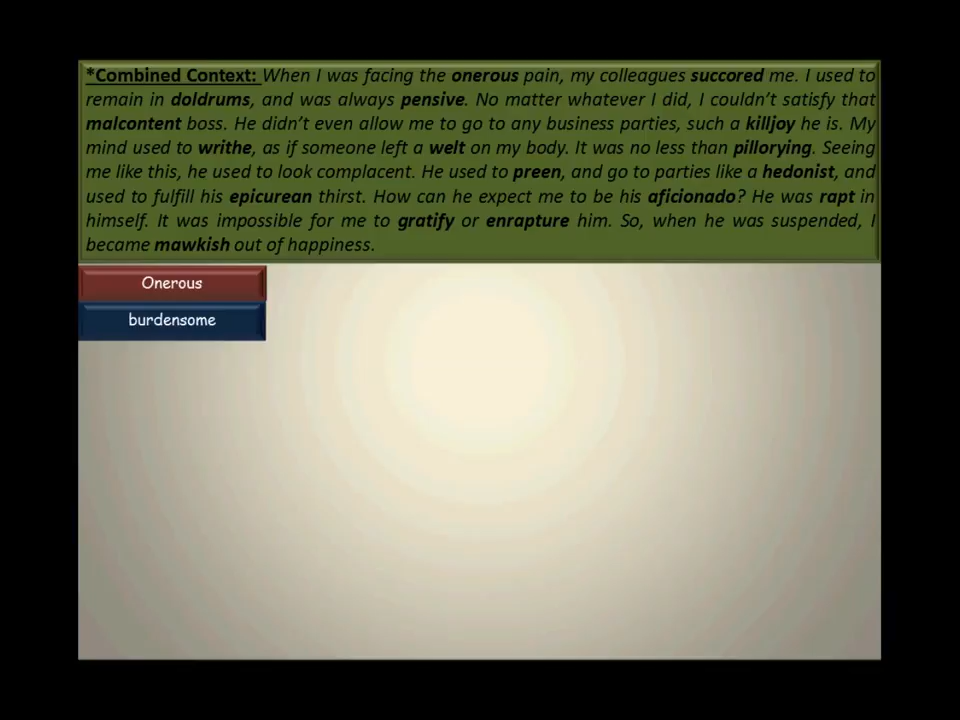 *Combined Context: When I was facing the onerous pain, my colleagues succored me. I used to
remain in doldrums, and was always pensive. No matter whatever I did, I couldn’t satisfy that
malcontent boss. He didn’t even allow me to go to any business parties, such a killjoy he is. My
mind used to writhe, as if someone left a welt on my body. It was no less than pillorying. Seeing
me like this, he used to look complacent. He used to preen, and go to parties like a hedonist, and
used to fulfill his epicurean thirst. How can he expect me to be his aficionado? He was rapt in
himself. It was impossible for me to gratify or enrapture him. So, when he was suspended, I
became mawkish out of happiness.
Onerous
burdensome